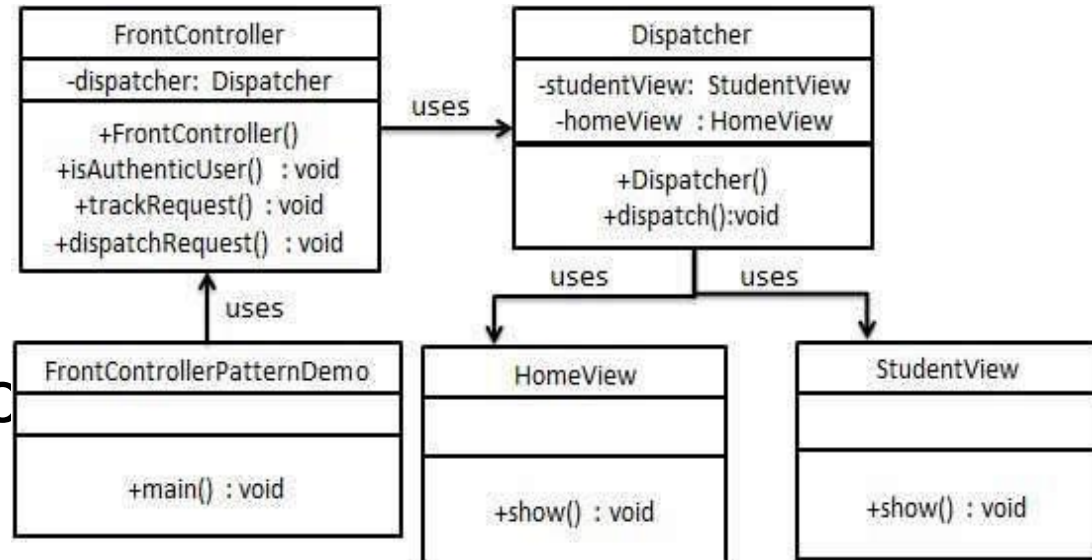 FrontController
-dispatcher: Dispatcher
+FrontController()
+isAuthenticUser() : void
+trackRequest() : void
+dispatchRequest() : void
uses
Dispatcher
-studentView: StudentView
-homeView : HomeView
+Dispatcher()
+dispatch():void
uses
uses
uses
FrontControllerPatternDemo
+main() : void
HomeView
+show() : void
StudentView
+show() : void